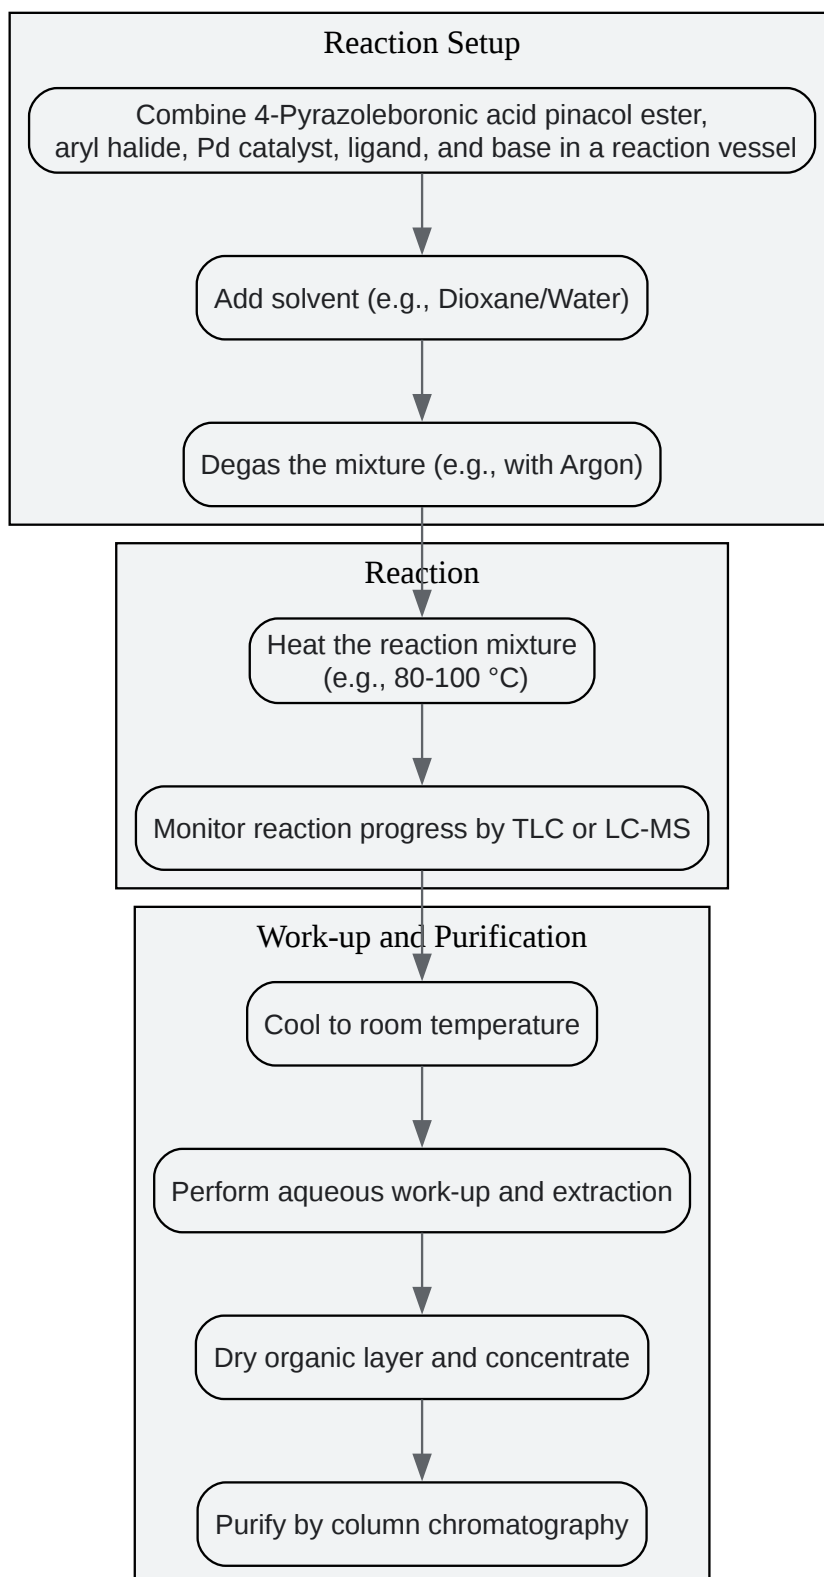 Reaction Setup
Combine 4-Pyrazoleboronic acid pinacol ester,
aryl halide, Pd catalyst, ligand, and base in a reaction vessel
Add solvent (e.g., Dioxane/Water)
Degas the mixture (e.g., with Argon)
Reaction
Heat the reaction mixture
(e.g., 80-100 °C)
Monitor reaction progress by TLC or LC-MS
Work-up and Purification
Cool to room temperature
Perform aqueous work-up and extraction
Dry organic layer and concentrate
Purify by column chromatography